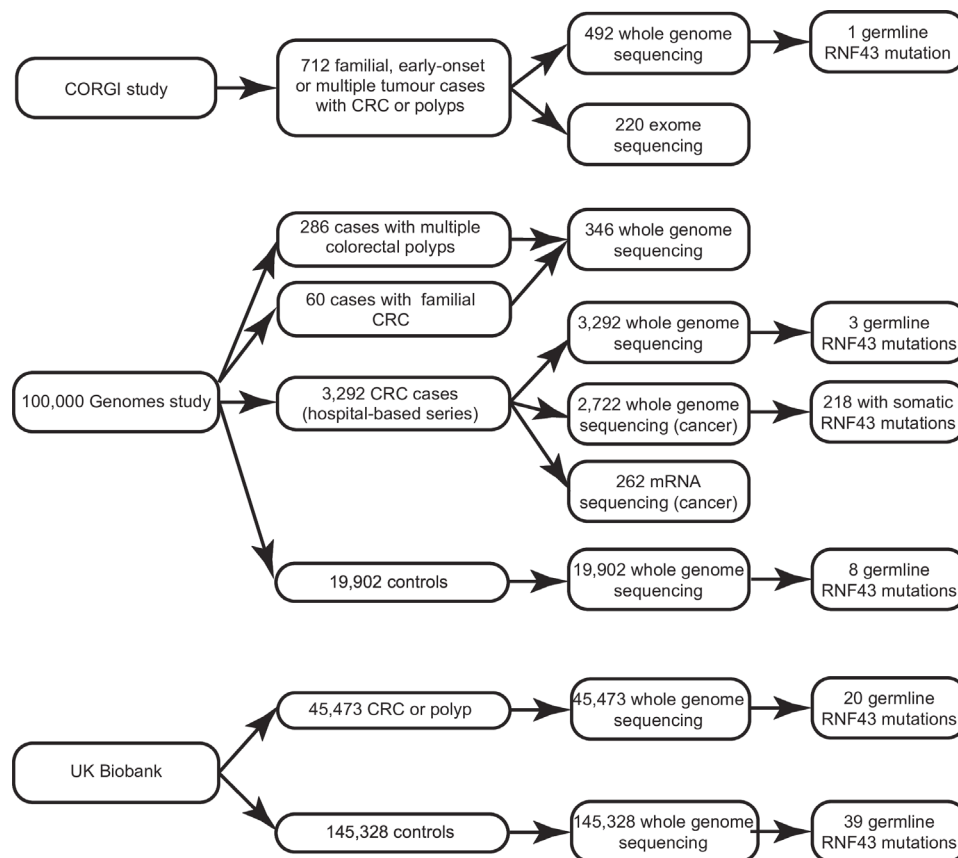 CORGI study
712 familial, early-onset
or multiple tumour cases
with CRC or polyps
492 whole genome
sequencing
1 germline
RNF43 mutation
220 exome
sequencing
100,000 Genomes study
286 cases with multiple
colorectal polyps
346 whole genome
sequencing
60 cases with familial
CRC
3,292 CRC cases
(hospital-based series)
3,292 whole genome
sequencing
3 germline
RNF43 mutations
2,722 whole genome
sequencing (cancer)
218 with somatic
RNF43 mutations
262 mRNA
sequencing (cancer)
19,902 controls
19,902 whole genome
sequencing
8 germline
RNF43 mutations
UK Biobank
45,473 CRC or polyp
45,473 whole genome
sequencing
20 germline
RNF43 mutations
145,328 controls
145,328 whole genome
sequencing
39 germline
RNF43 mutations